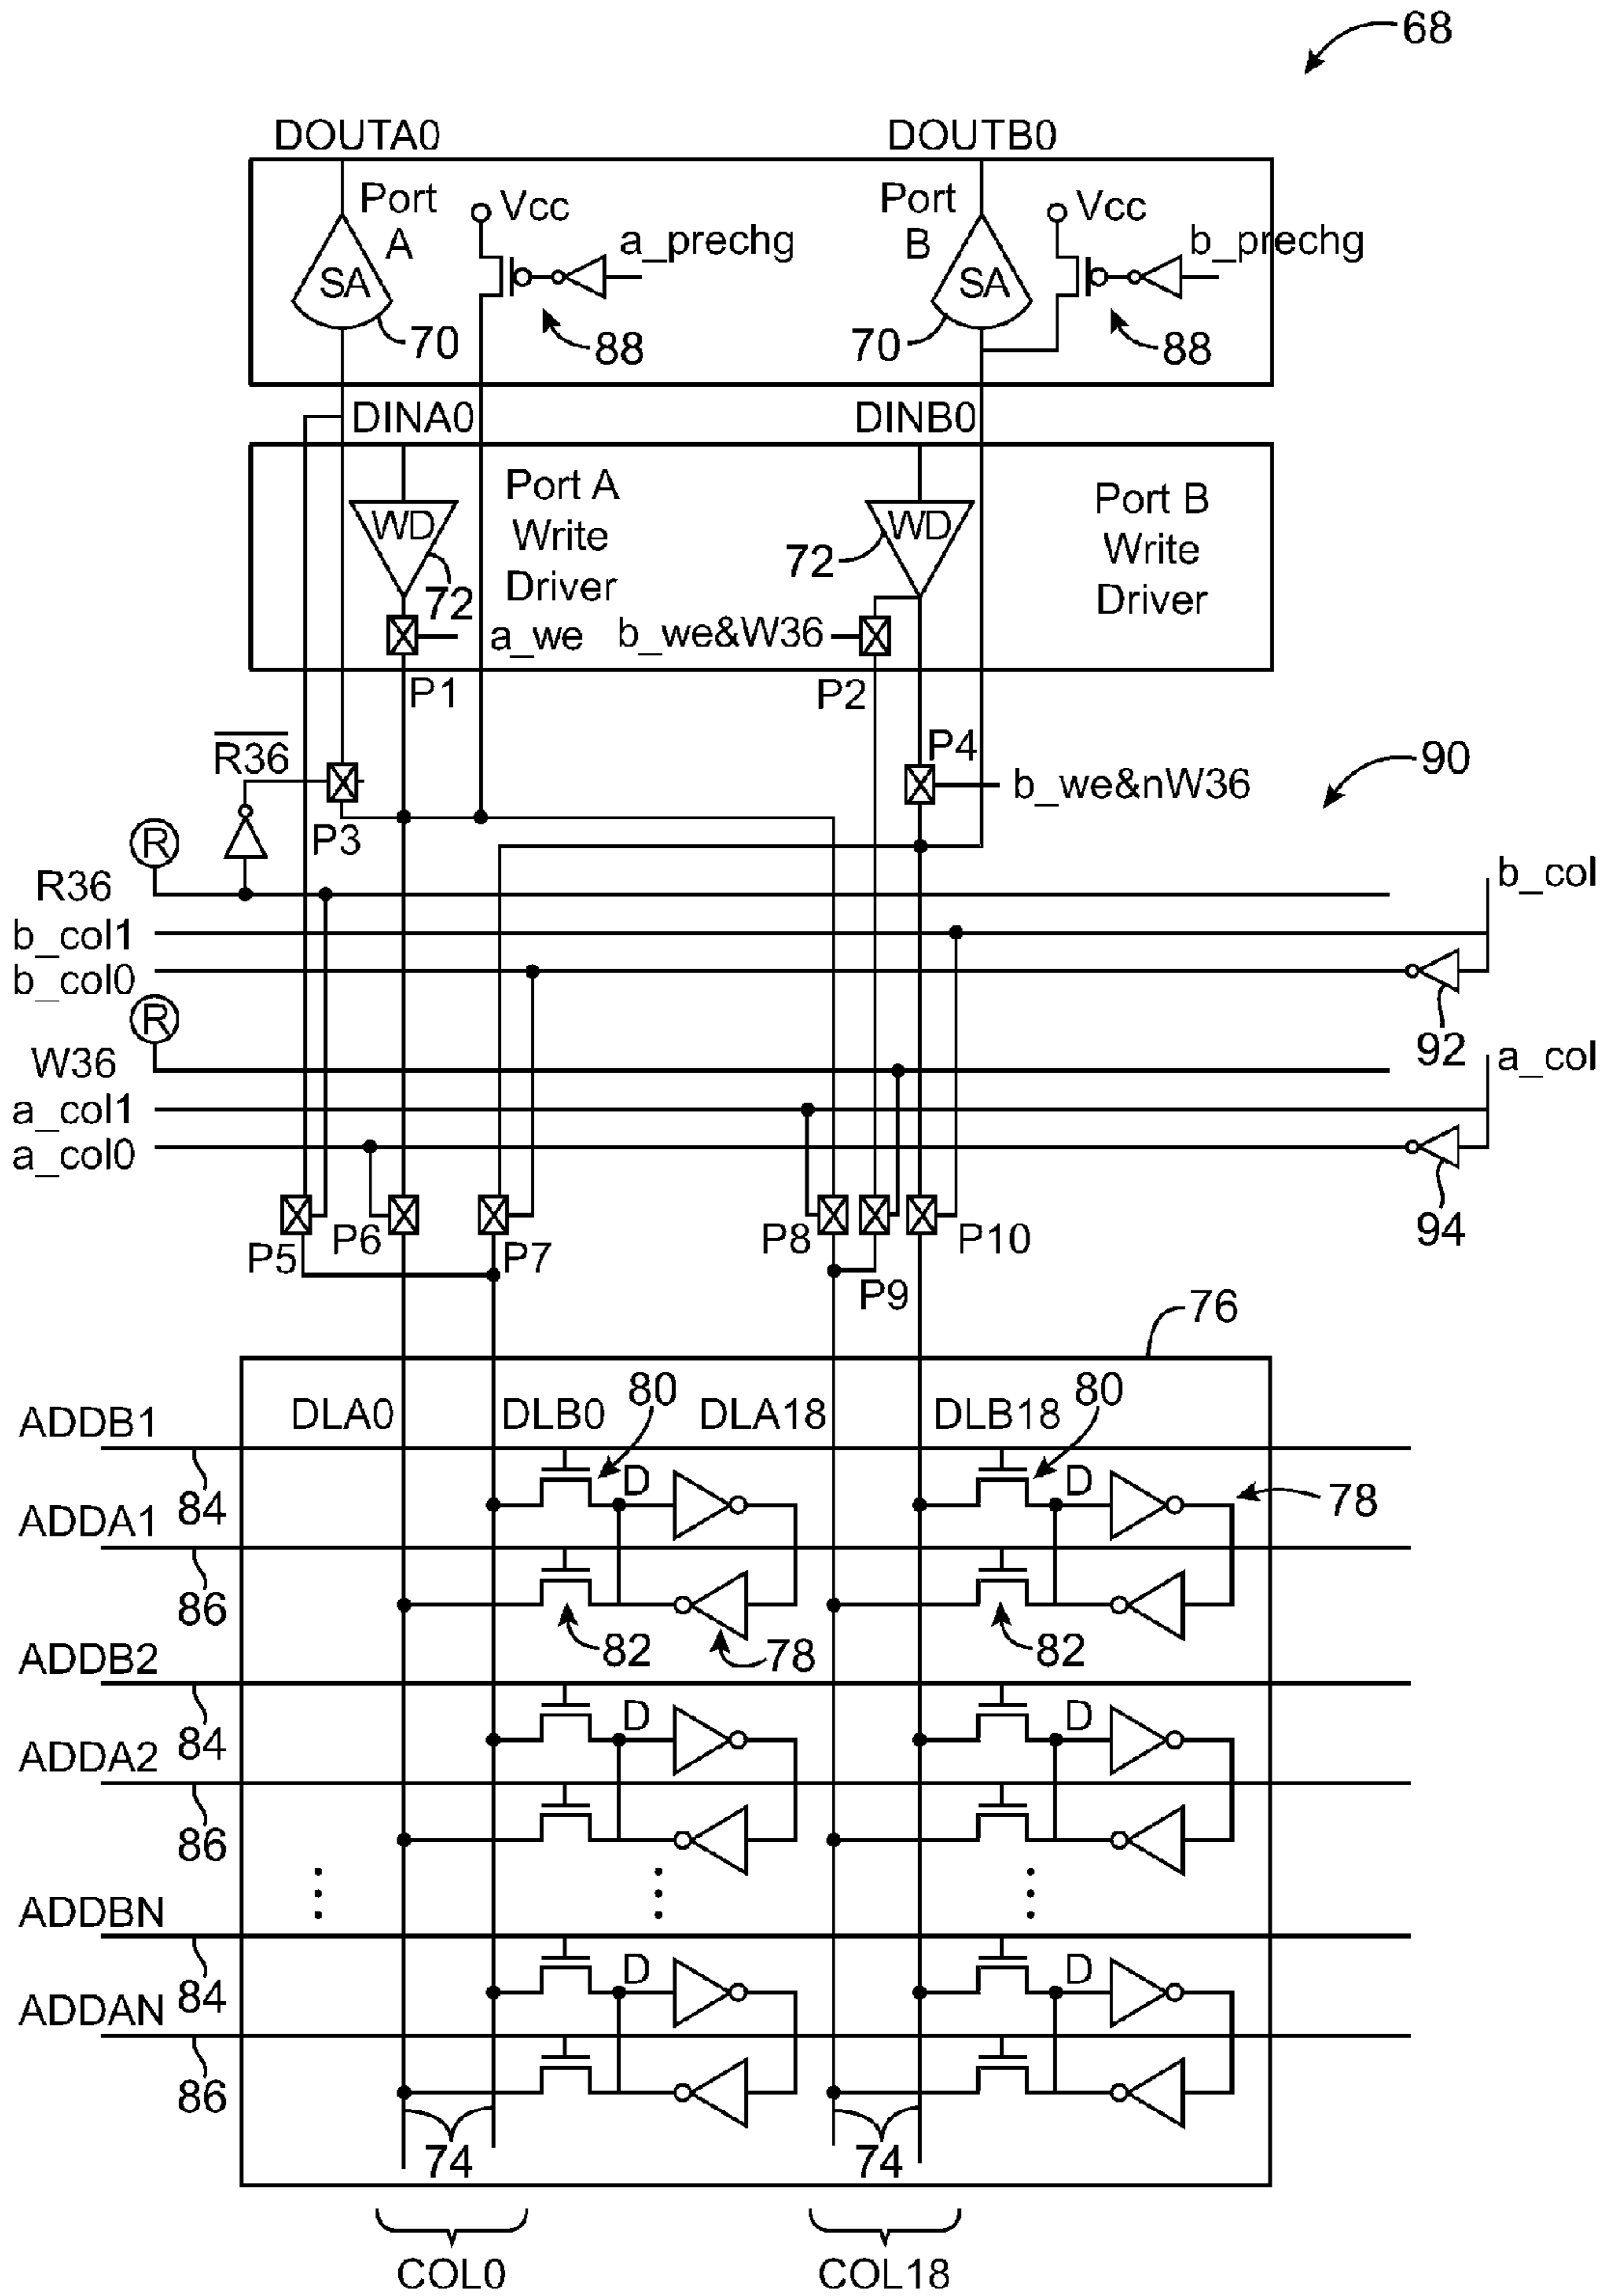 68
DOUTA0 DOUTB0
Port A Vcc a_prechg Port B Vcc b_prechg
SA SA
70 88 70 88
DINA0 DINB0
WD Port A Write Driver WD Port B Write Driver
72 72
a_we b_we&W36
P1 P2
R36 P4 90
b_we&nW36
P3
R
R36 b_col
b_col1
b_col0
R 92
W36 a_col
a_col1
a_col0
94
P5 P6 P7 P8 P9 P10
76
DLA0 DLB0 80 DLA18 DLB18 80
ADDB1
84 D D 78
ADDA1
86 82 78 82
ADDB2
84 D D
ADDA2
86
ADDBN
84 D D
ADDAN
86
74 74
COL0 COL18